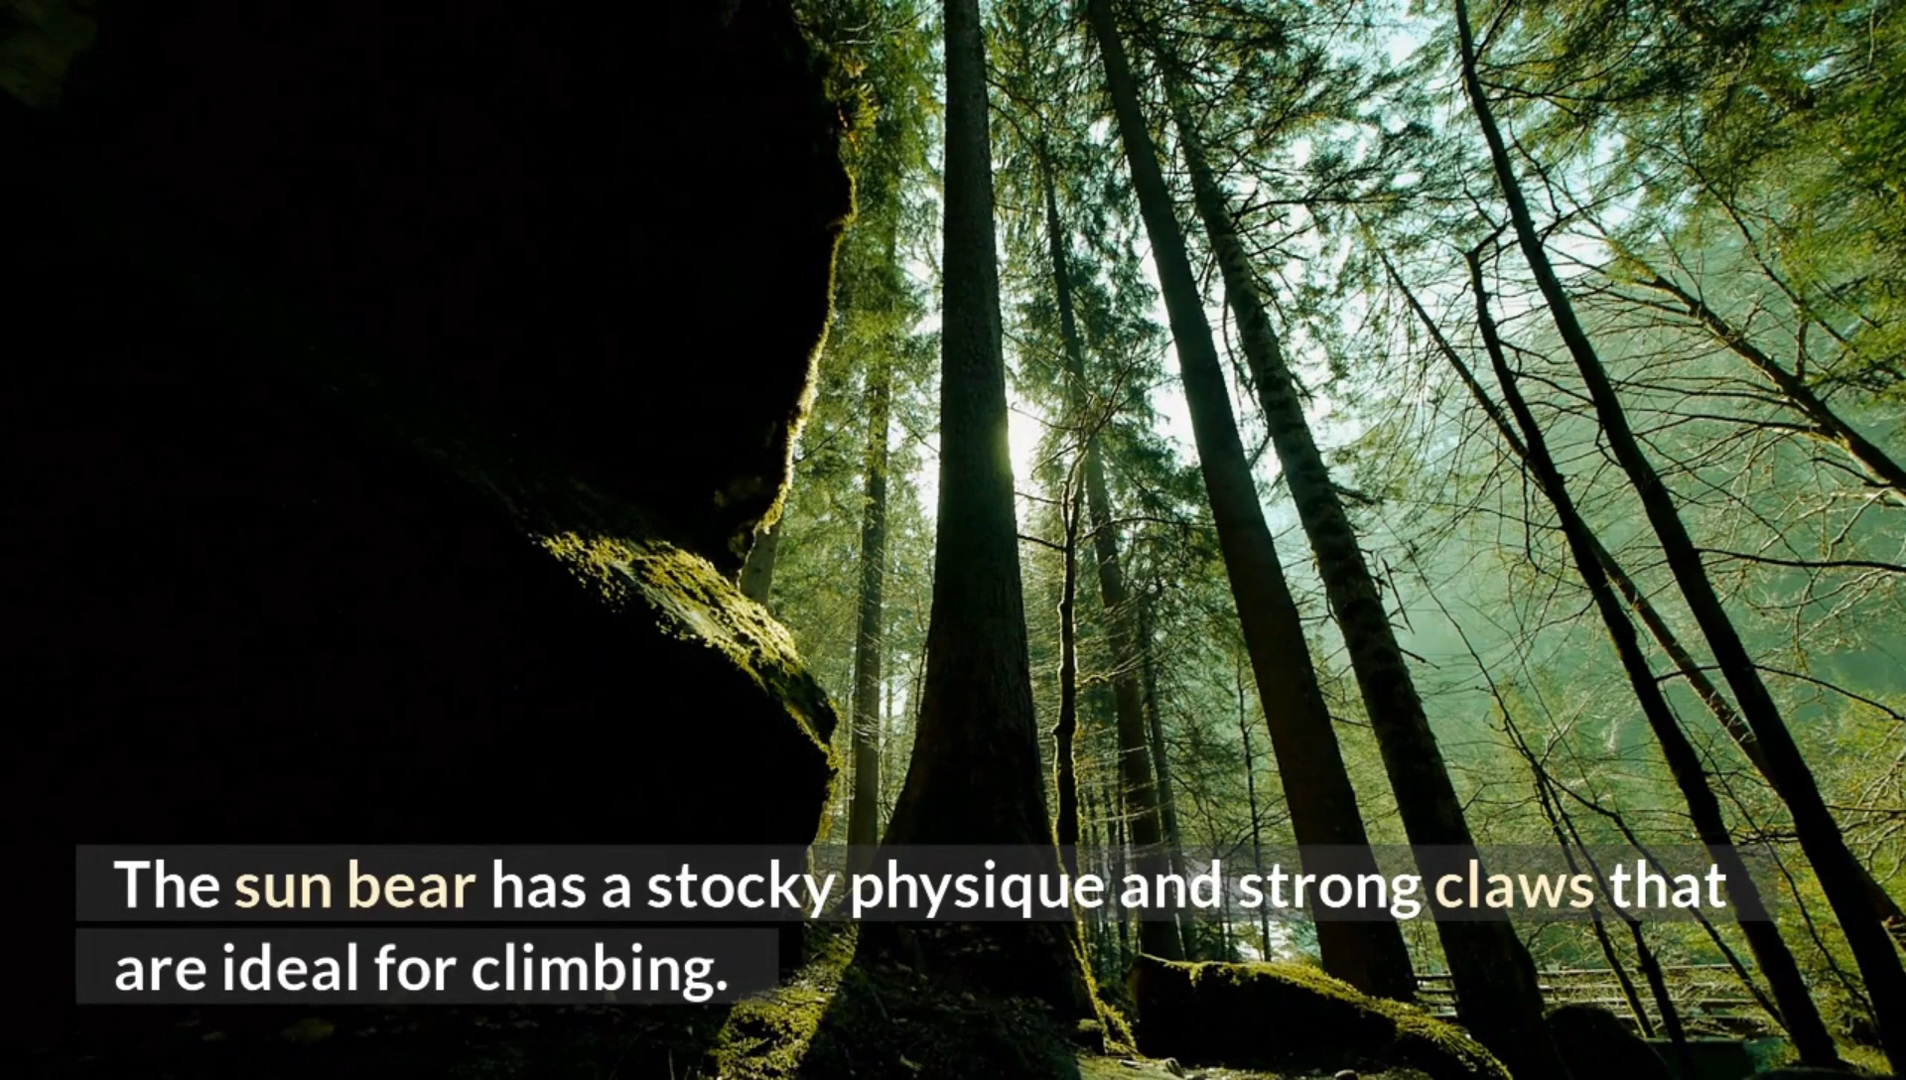 The sun bear has a stocky physique and strong claws that
are ideal for climbing.